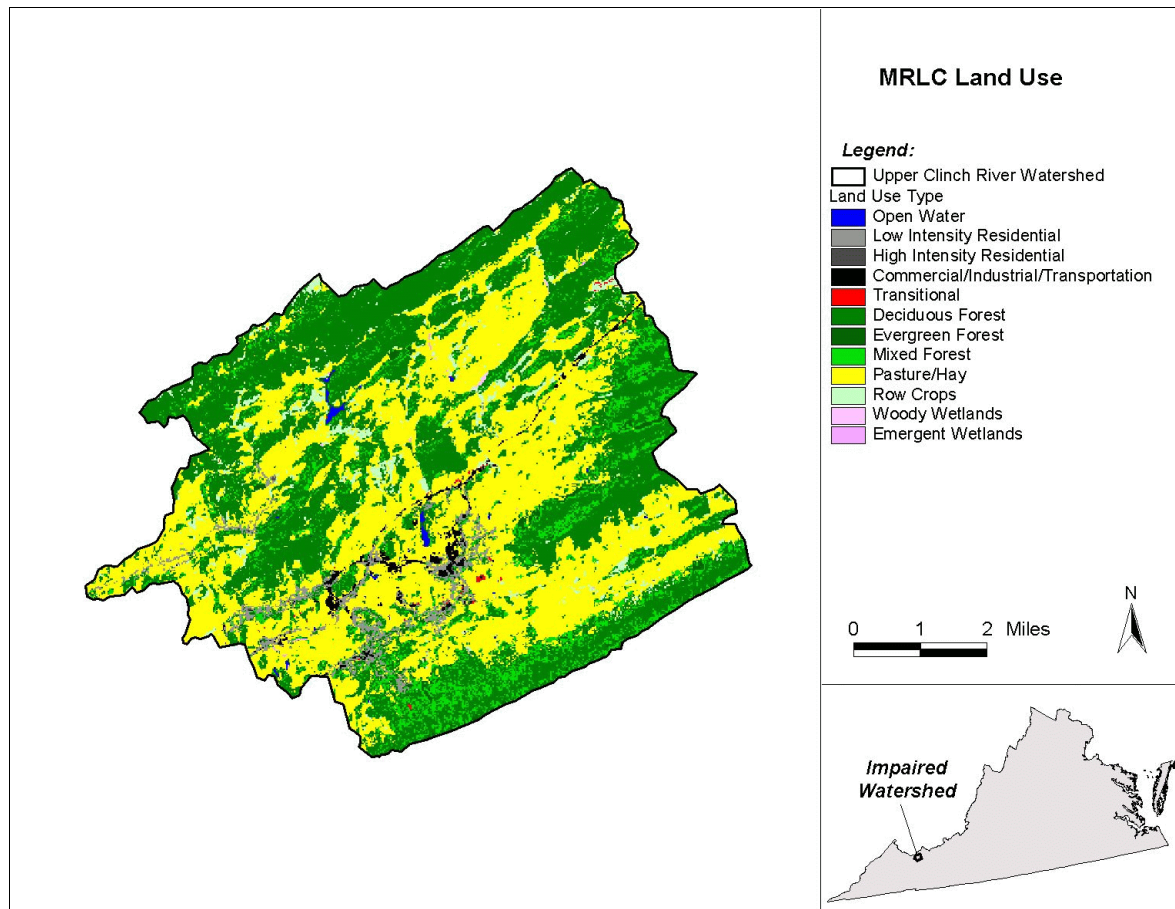 MRLC Land Use
Legend:
Upper Clinch River Watershed
Land Use Type
Open Water
Low Intensity Residential
High Intensity Residential
Commercial/Industrial/Transportation
Transitional
Deciduous Forest
Evergreen Forest
Mixed Forest
Pasture/Hay
Row Crops
Woody Wetlands
Emergent Wetlands
N
0 1 2 Miles
Impaired
Watershed